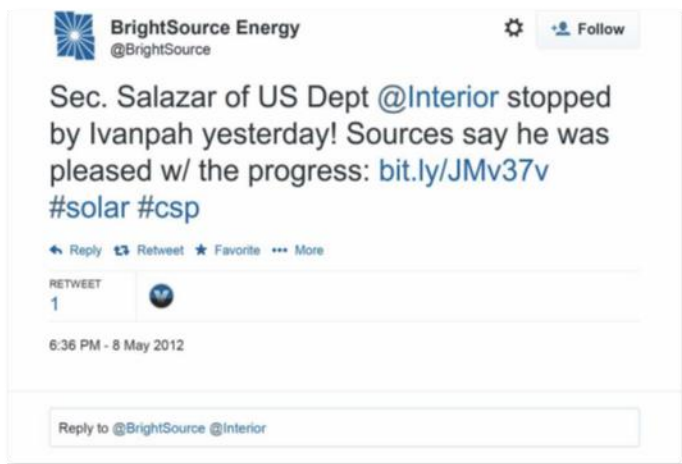 BrightSource Energy
@BrightSource
Follow
Sec. Salazar of US Dept @Interior stopped
by Ivanpah yesterday! Sources say he was
pleased w/ the progress: bit.ly/JMv37v
#solar #csp
Reply Retweet Favorite More
RETWEET
1
6:36 PM - 8 May 2012
Reply to @BrightSource @Interior